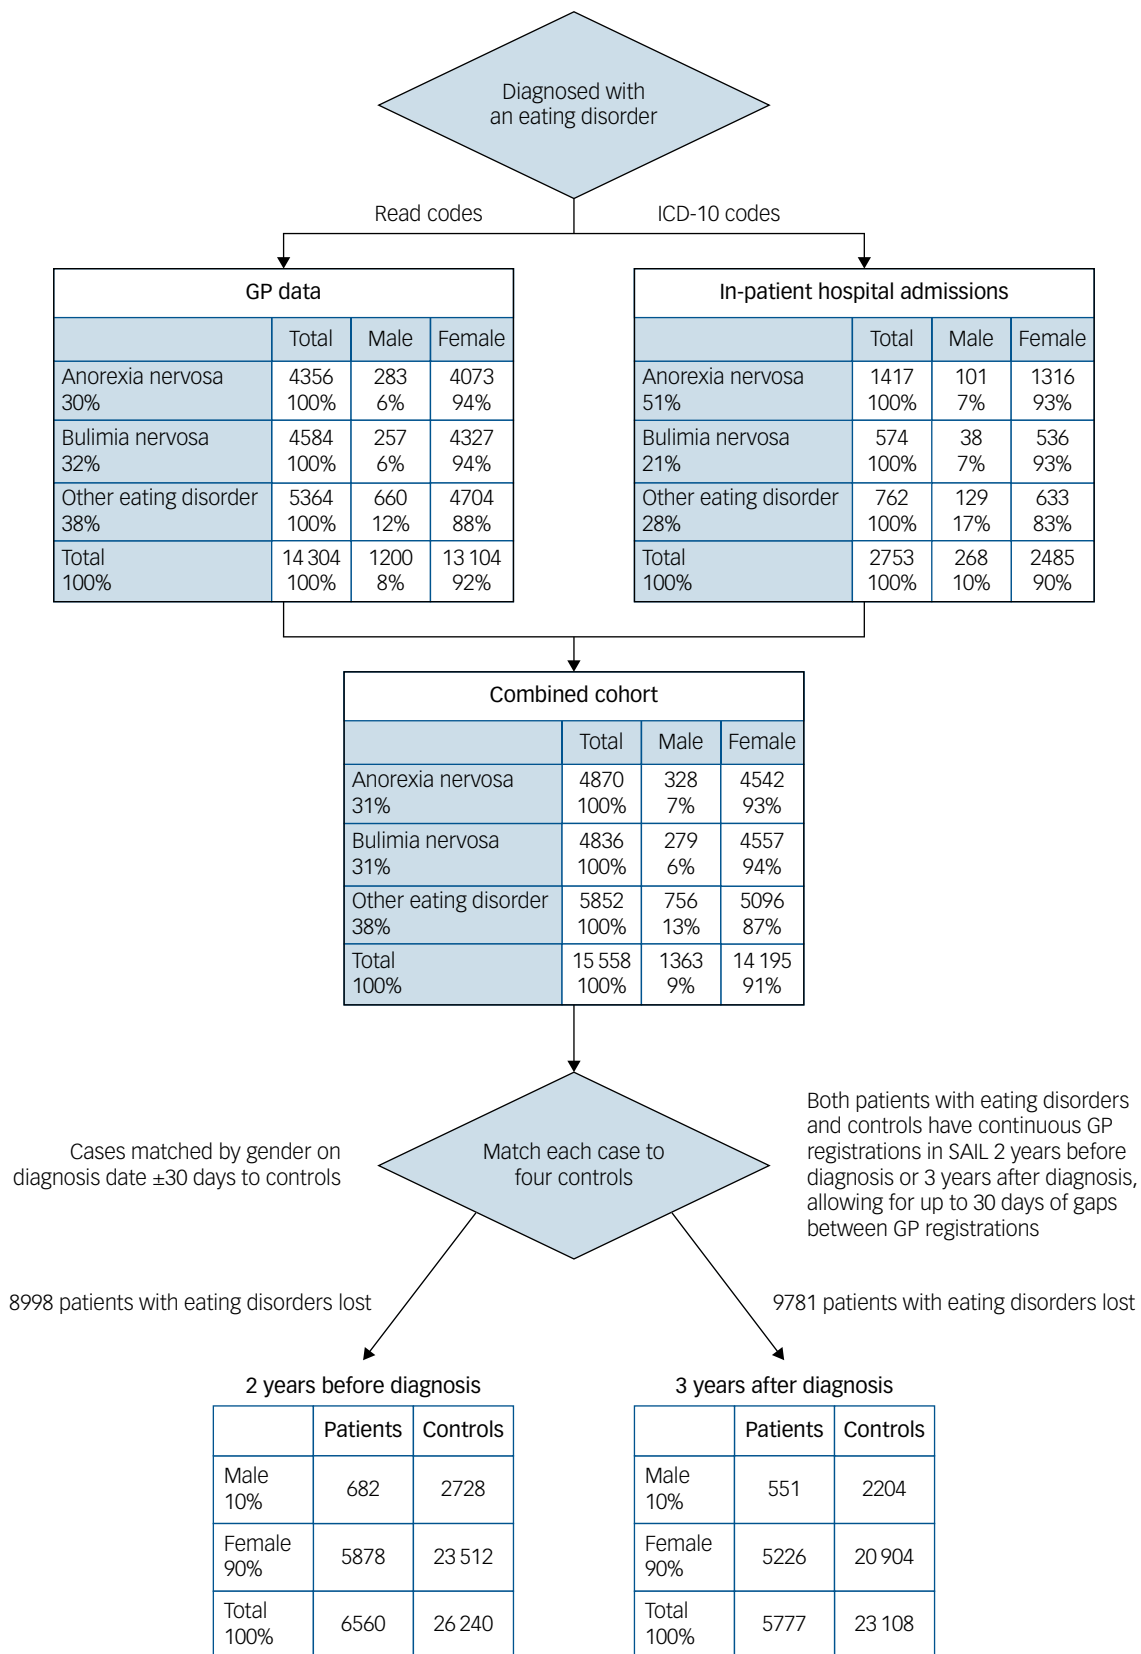 Diagnosed with
an eating disorder
Read codes
ICD-10 codes
GP data
Total Male Female
Anorexia nervosa 4356 283 4073
30% 100% 6% 94%
Bulimia nervosa 4584 257 4327
32% 100% 6% 94%
Other eating disorder 5364 660 4704
38% 100% 12% 88%
Total 14 304 1200 13 104
100% 100% 8% 92%
In-patient hospital admissions
Total Male Female
Anorexia nervosa 1417 101 1316
51% 100% 7% 93%
Bulimia nervosa 574 38 536
21% 100% 7% 93%
Other eating disorder 762 129 633
28% 100% 17% 83%
Total 2753 268 2485
100% 100% 10% 90%
Combined cohort
Total Male Female
Anorexia nervosa 4870 328 4542
31% 100% 7% 93%
Bulimia nervosa 4836 279 4557
31% 100% 6% 94%
Other eating disorder 5852 756 5096
38% 100% 13% 87%
Total 15 558 1363 14 195
100% 100% 9% 91%
Cases matched by gender on
diagnosis date ±30 days to controls
Match each case to
four controls
Both patients with eating disorders
and controls have continuous GP
registrations in SAIL 2 years before
diagnosis or 3 years after diagnosis,
allowing for up to 30 days of gaps
between GP registrations
8998 patients with eating disorders lost
9781 patients with eating disorders lost
2 years before diagnosis
Patients Controls
Male
10% 682 2728
Female
90% 5878 23 512
Total
100% 6560 26 240
3 years after diagnosis
Patients Controls
Male
10% 551 2204
Female
90% 5226 20 904
Total
100% 5777 23 108